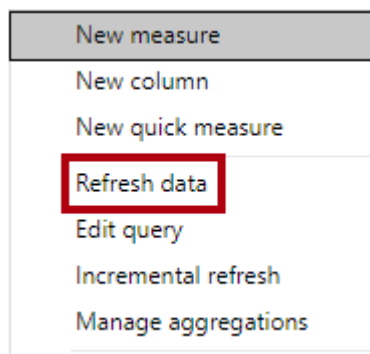 New measure
New column
New quick measure
Refresh data
Edit query
Incremental refresh
Manage aggregations